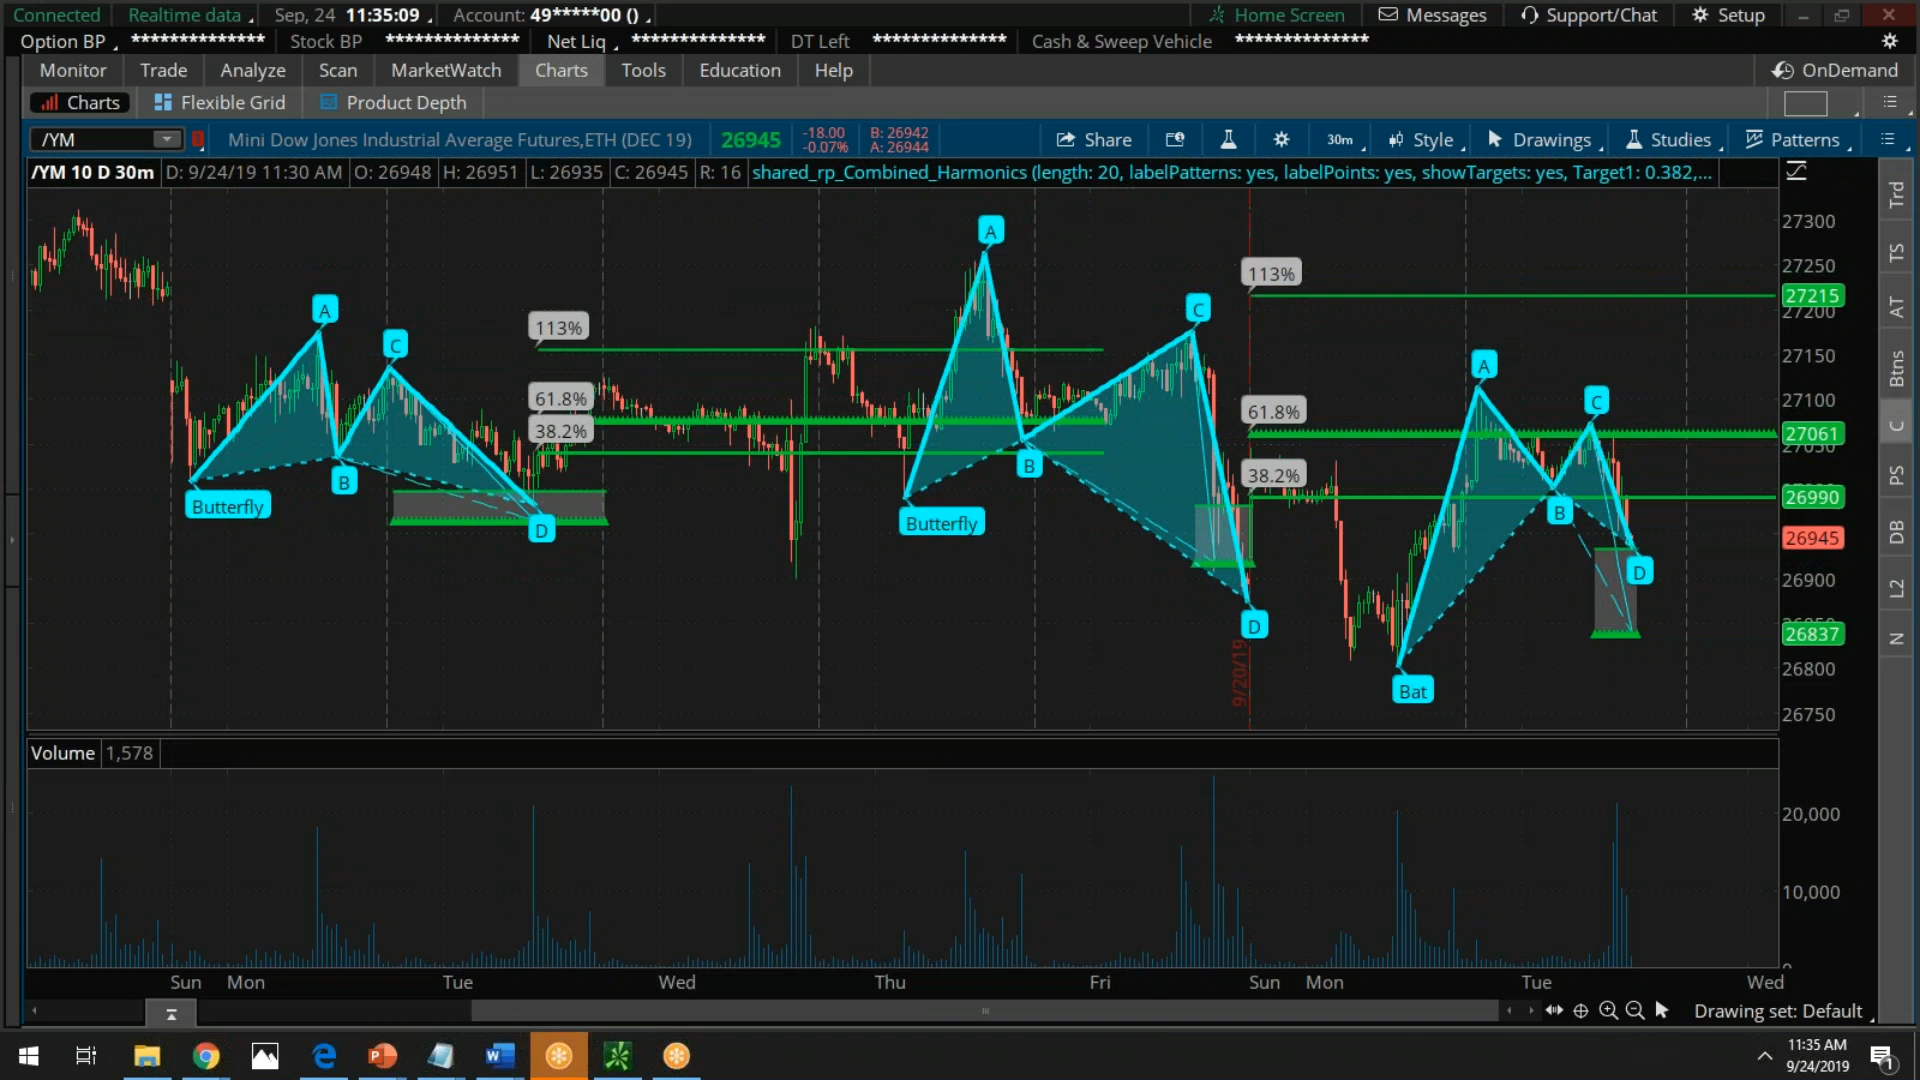 Connected Realtime data Sep, 24 11:35:09 Account: 49*****00 () Home Screen Messages Support/Chat Setup
Option BP ************** Stock BP ************** Net Liq ************** DT Left ************** Cash & Sweep Vehicle **************
Monitor Trade Analyze Scan MarketWatch Charts Tools Education Help OnDemand
Charts Flexible Grid Product Depth
/YM Mini Dow Jones Industrial Average Futures,ETH (DEC 19) 26945 -18.00 -0.07% B: 26942 A: 26944 Share 30m Style Drawings Studies Patterns
/YM 10 D 30m D: 9/24/19 11:30 AM O: 26948 H: 26951 L: 26935 C: 26945 R: 16 shared_rp_Combined_Harmonics (length: 20, labelPatterns: yes, labelPoints: yes, showTargets: yes, Target1: 0.382,...
Trd
TS
AT
Btns
C
PS
DB
L2
N
27300
27250
27215
27200
27150
27100
27061
27050
26990
26945
26900
26837
26800
26750
A
C
B
D
Butterfly
113%
61.8%
38.2%
A
C
B
D
Butterfly
113%
61.8%
38.2%
A
C
B
D
Bat
9/20/19
Volume 1,578
20,000
10,000
0
Sun Mon Tue Wed Thu Fri Sun Mon Tue Wed
Drawing set: Default
11:35 AM
9/24/2019
1